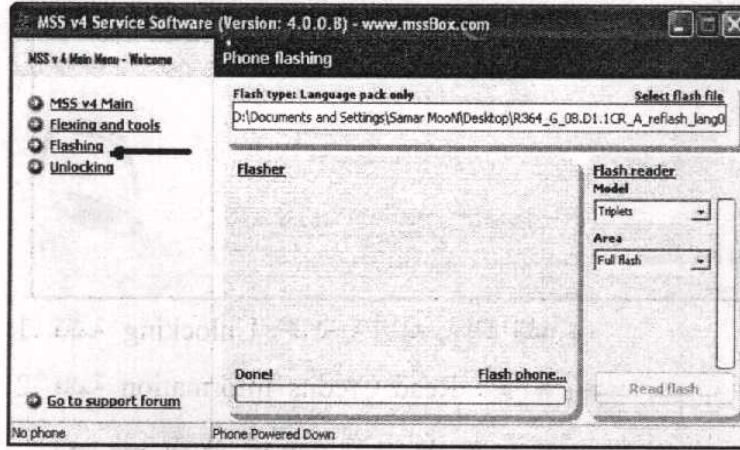 MSS v4 Service Software (Version: 4.0.0.8) - www.mssBox.com
MSS v 4 Main Menu - Welcome
Phone flashing
MSS v4 Main
Flexing and tools
Flashing
Unlocking
Go to support forum
Flash type: Language pack only
Select flash file
D:\Documents and Settings\Samar MooN\Desktop\R364_G_08.D1.1CR_A_reflash_lang0
Flasher
Done!
Flash phone...
Flash reader
Model
Triplets
Area
Full flash
Read flash
No phone
Phone Powered Down